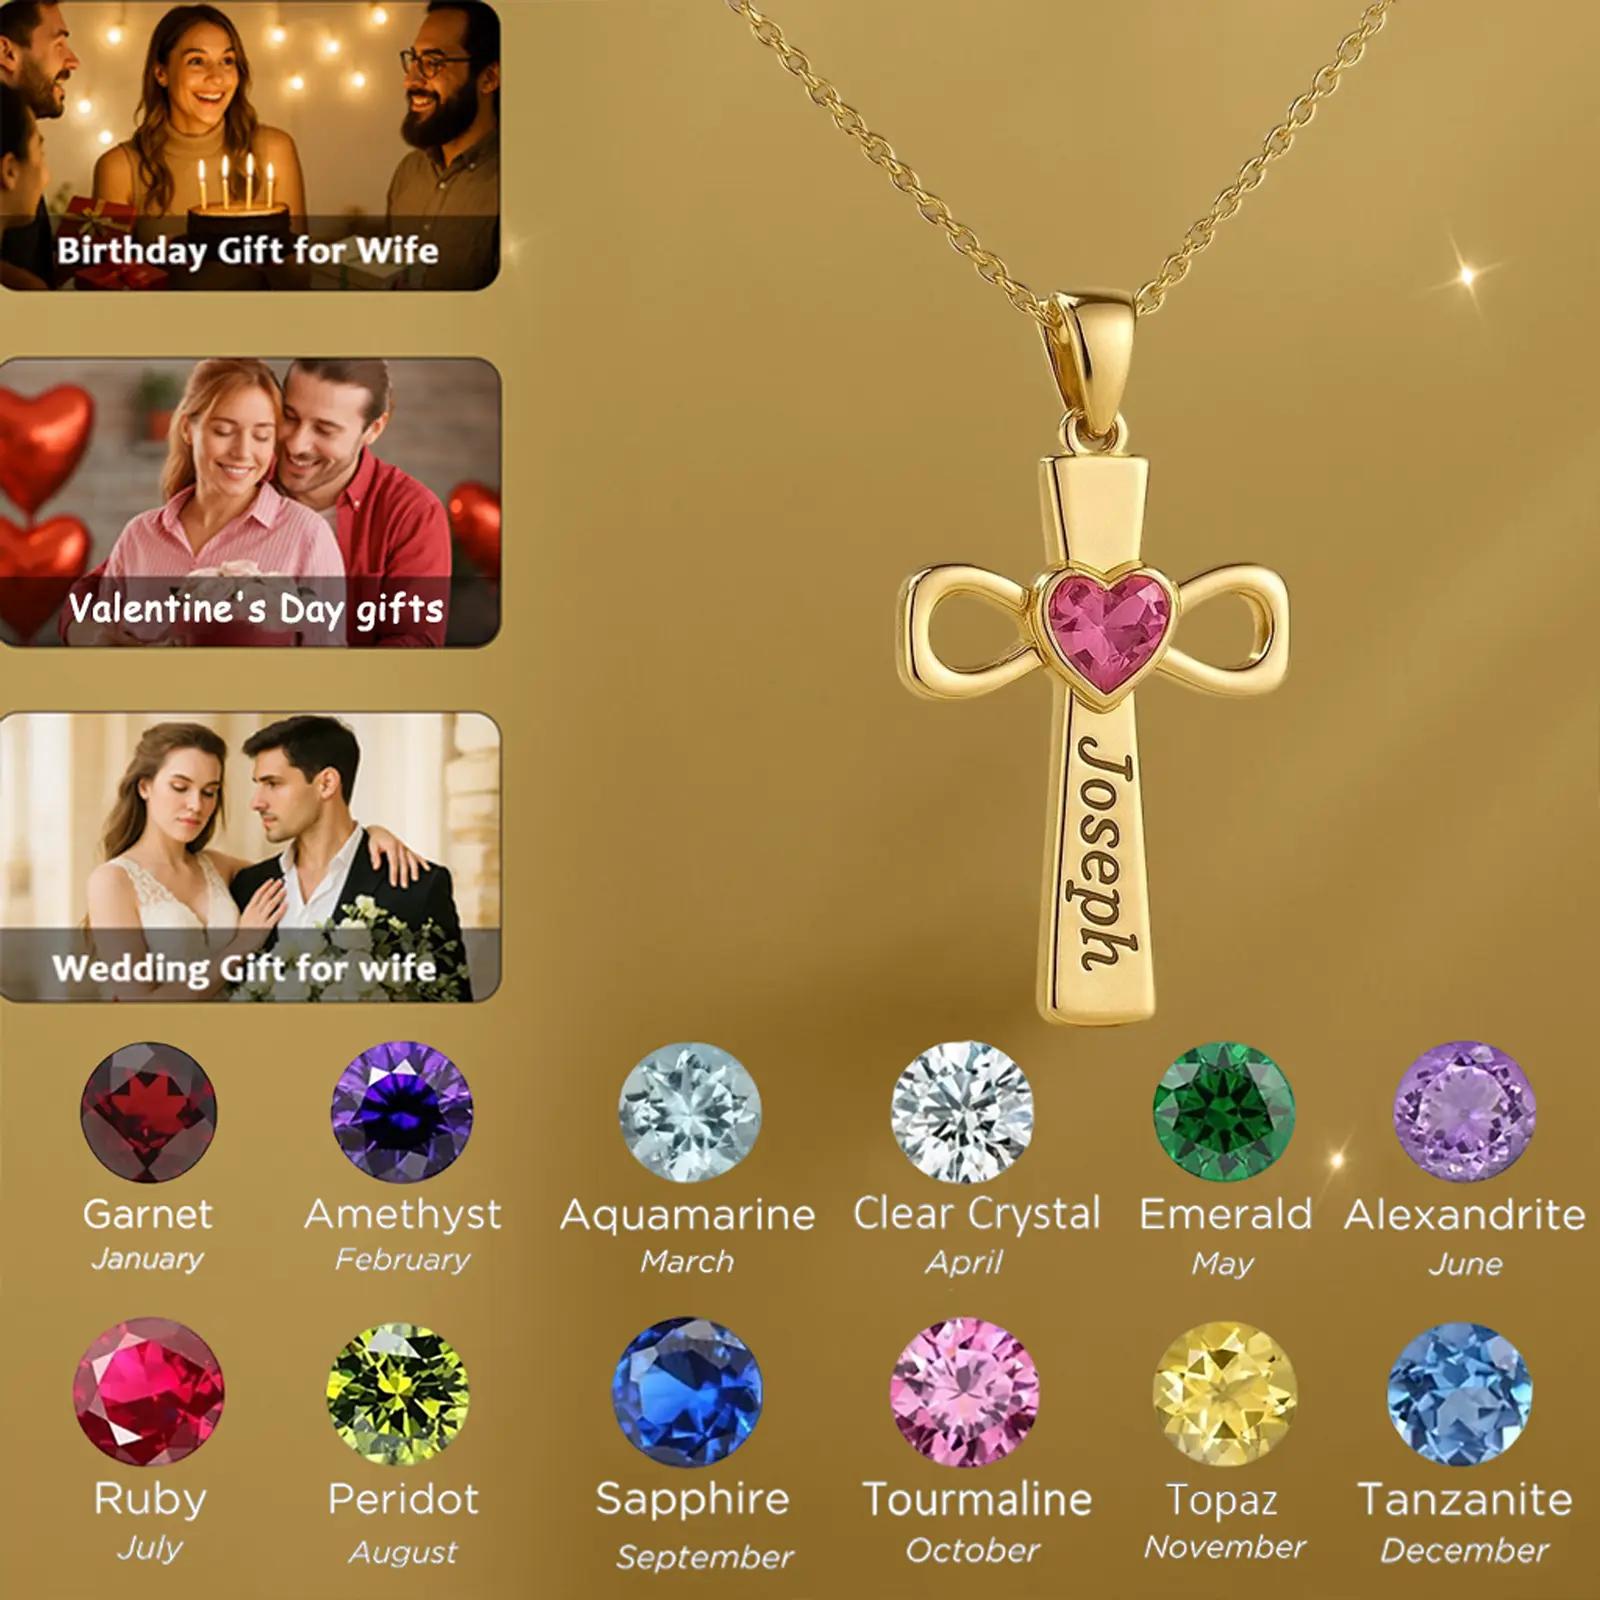 Birthday Gift for Wife
Valentine's Day gifts
Wedding Gift for wife
Joseph
Garnet
January
Amethyst
February
Aquamarine
March
Clear Crystal
April
Emerald
May
Alexandrite
June
Ruby
July
Peridot
August
Sapphire
September
Tourmaline
October
Topaz
November
Tanzanite
December